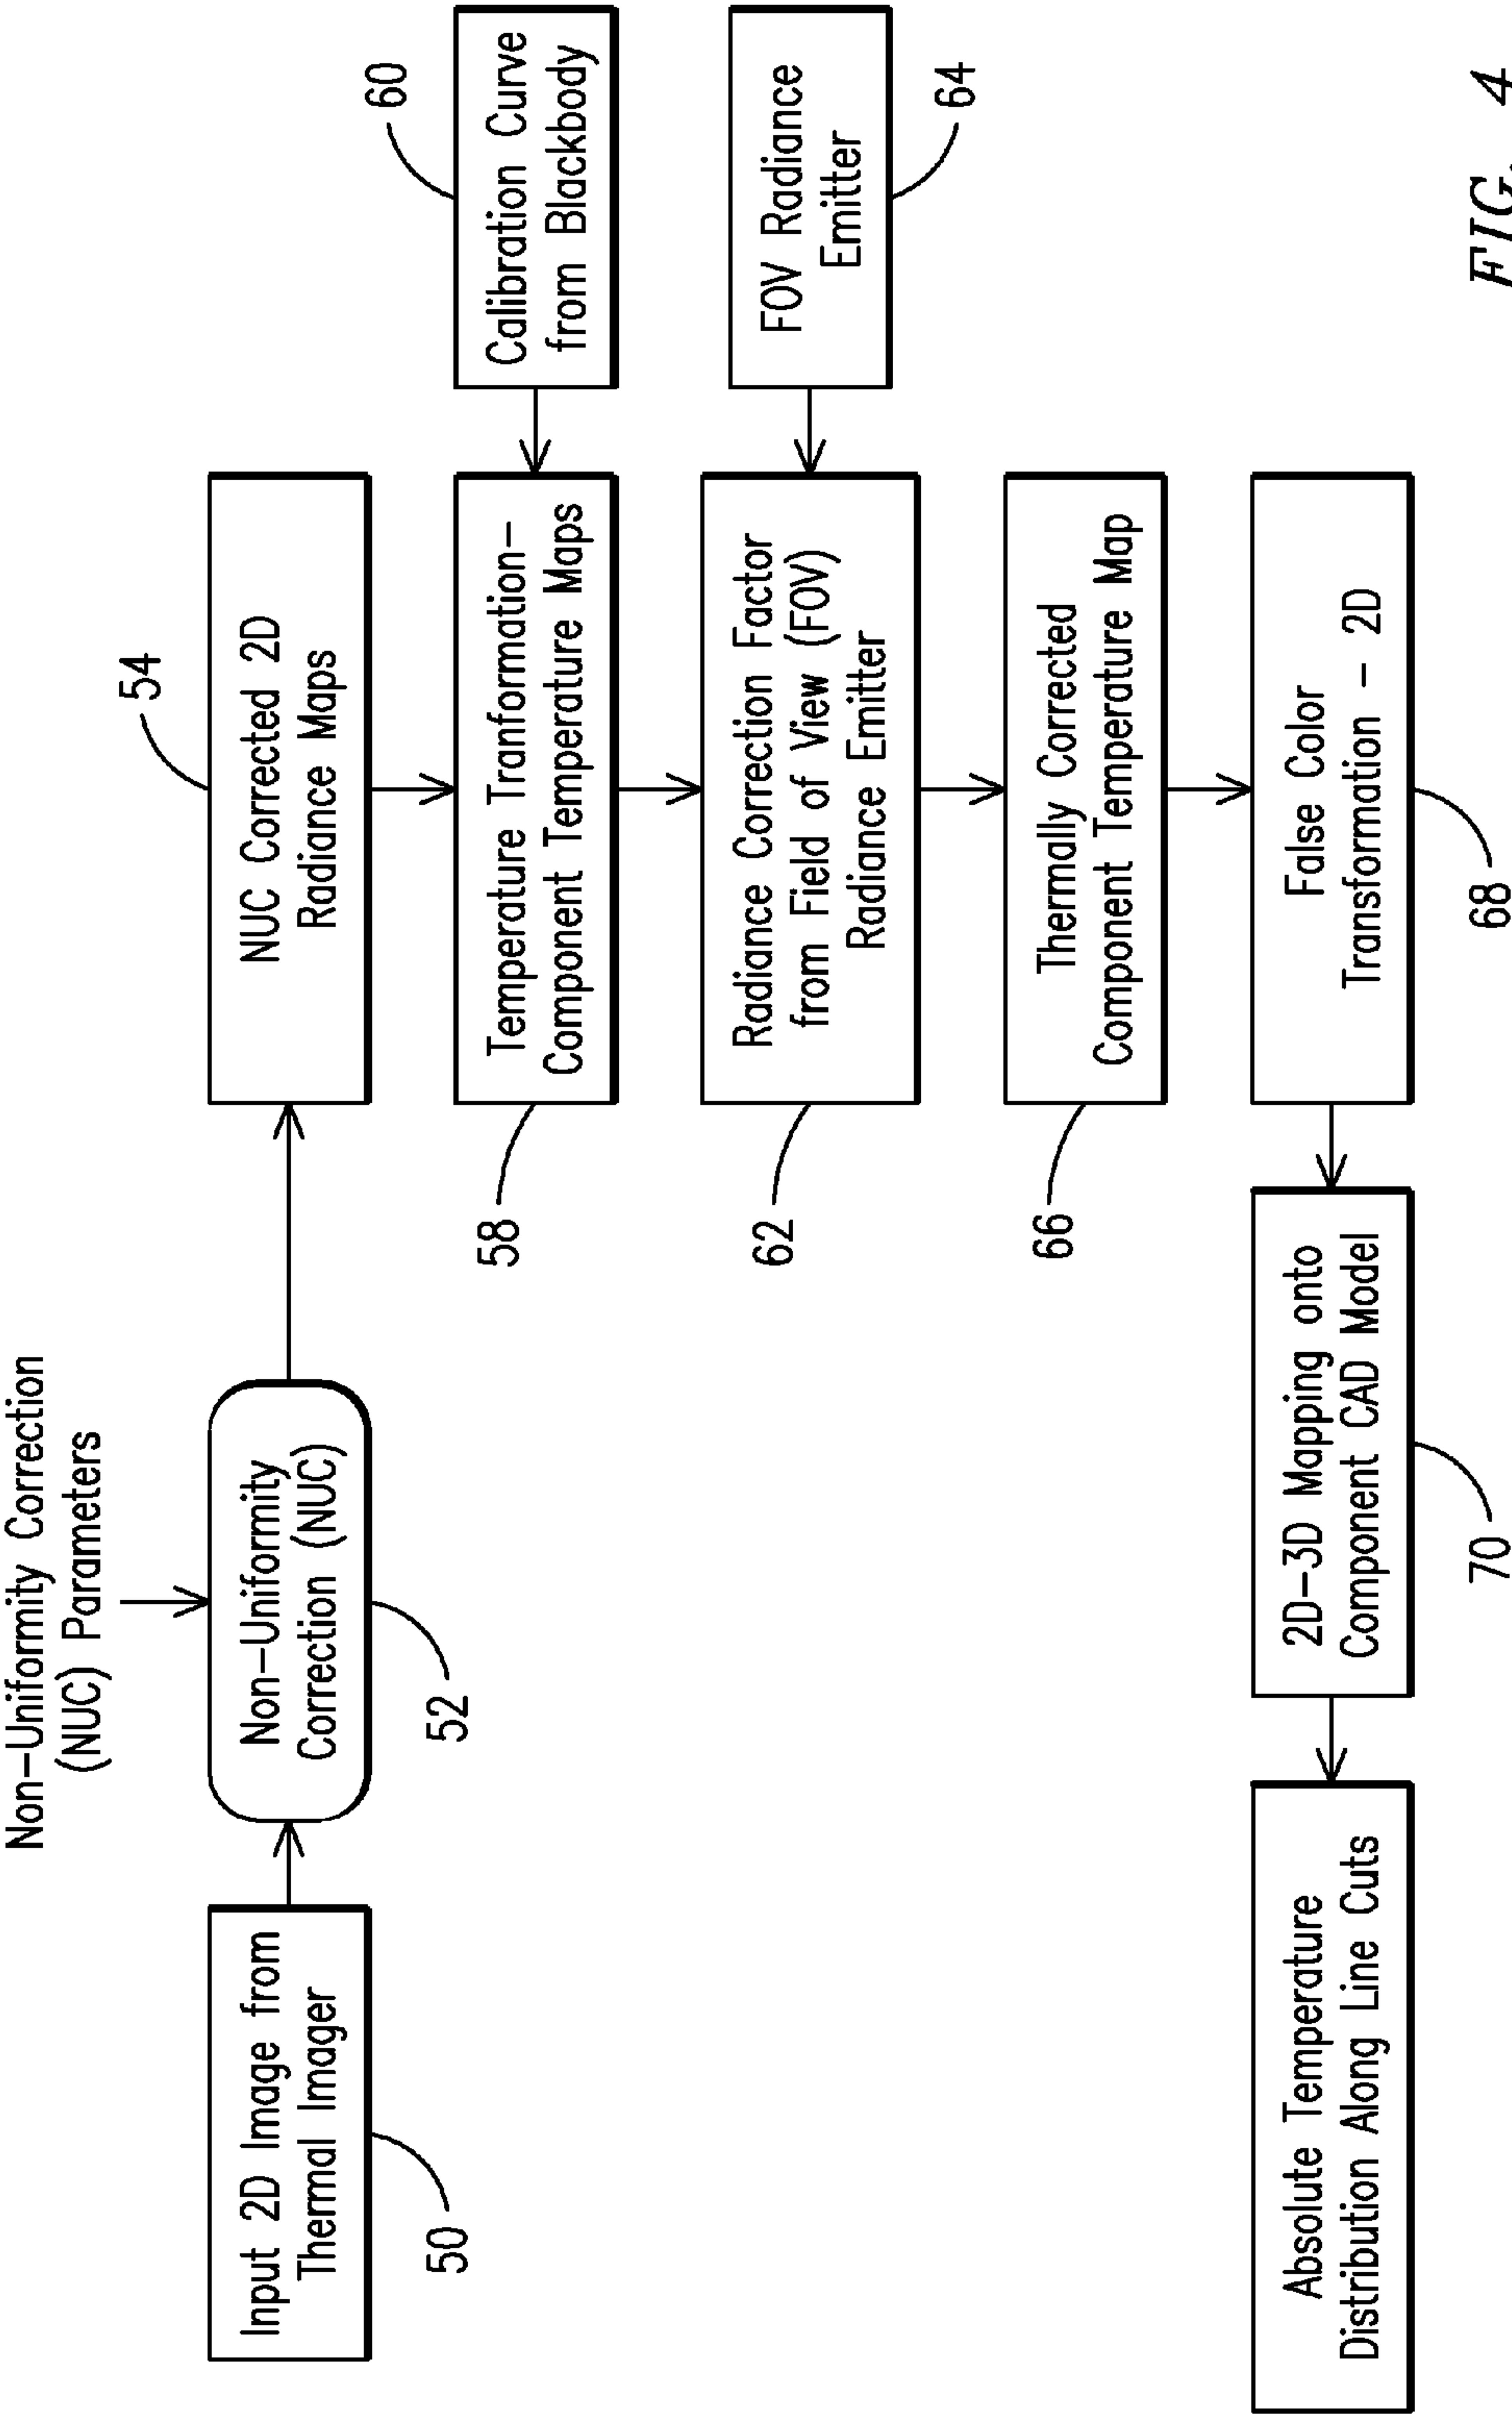 Non-Uniformity Correction
(NUC) Parameters
Input 2D Image from
Thermal Imager
50
Non-Uniformity
Correction (NUC)
52
54
NUC Corrected 2D
Radiance Maps
58
Temperature Tranformation-
Component Temperature Maps
60
Calibration Curve
from Blackbody
62
Radiance Correction Factor
from Field of View (FOV)
Radiance Emitter
FOV Radiance
Emitter
64
66
Thermally Corrected
Component Temperature Map
False Color
Transformation - 2D
68
2D-3D Mapping onto
Component CAD Model
70
Absolute Temperature
Distribution Along Line Cuts
FIG. 4